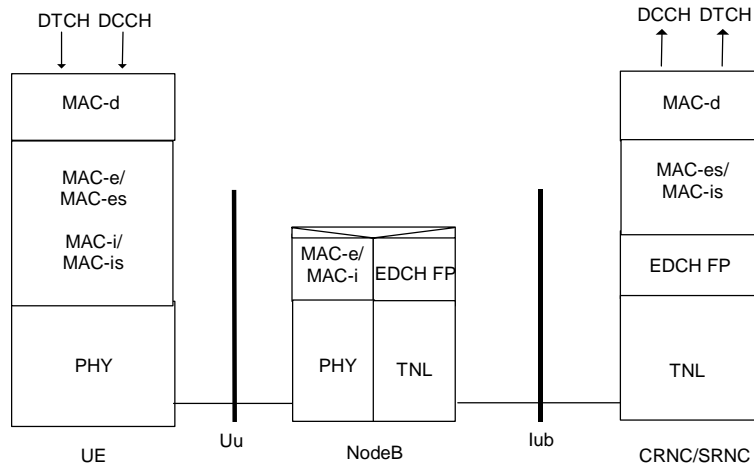 DTCH DCCH
MAC-d
MAC-e/
MAC-es
MAC-i/
MAC-is
PHY
UE
Uu
MAC-e/
MAC-i
EDCH FP
PHY
TNL
NodeB
Iub
DCCH DTCH
MAC-d
MAC-es/
MAC-is
EDCH FP
TNL
CRNC/SRNC